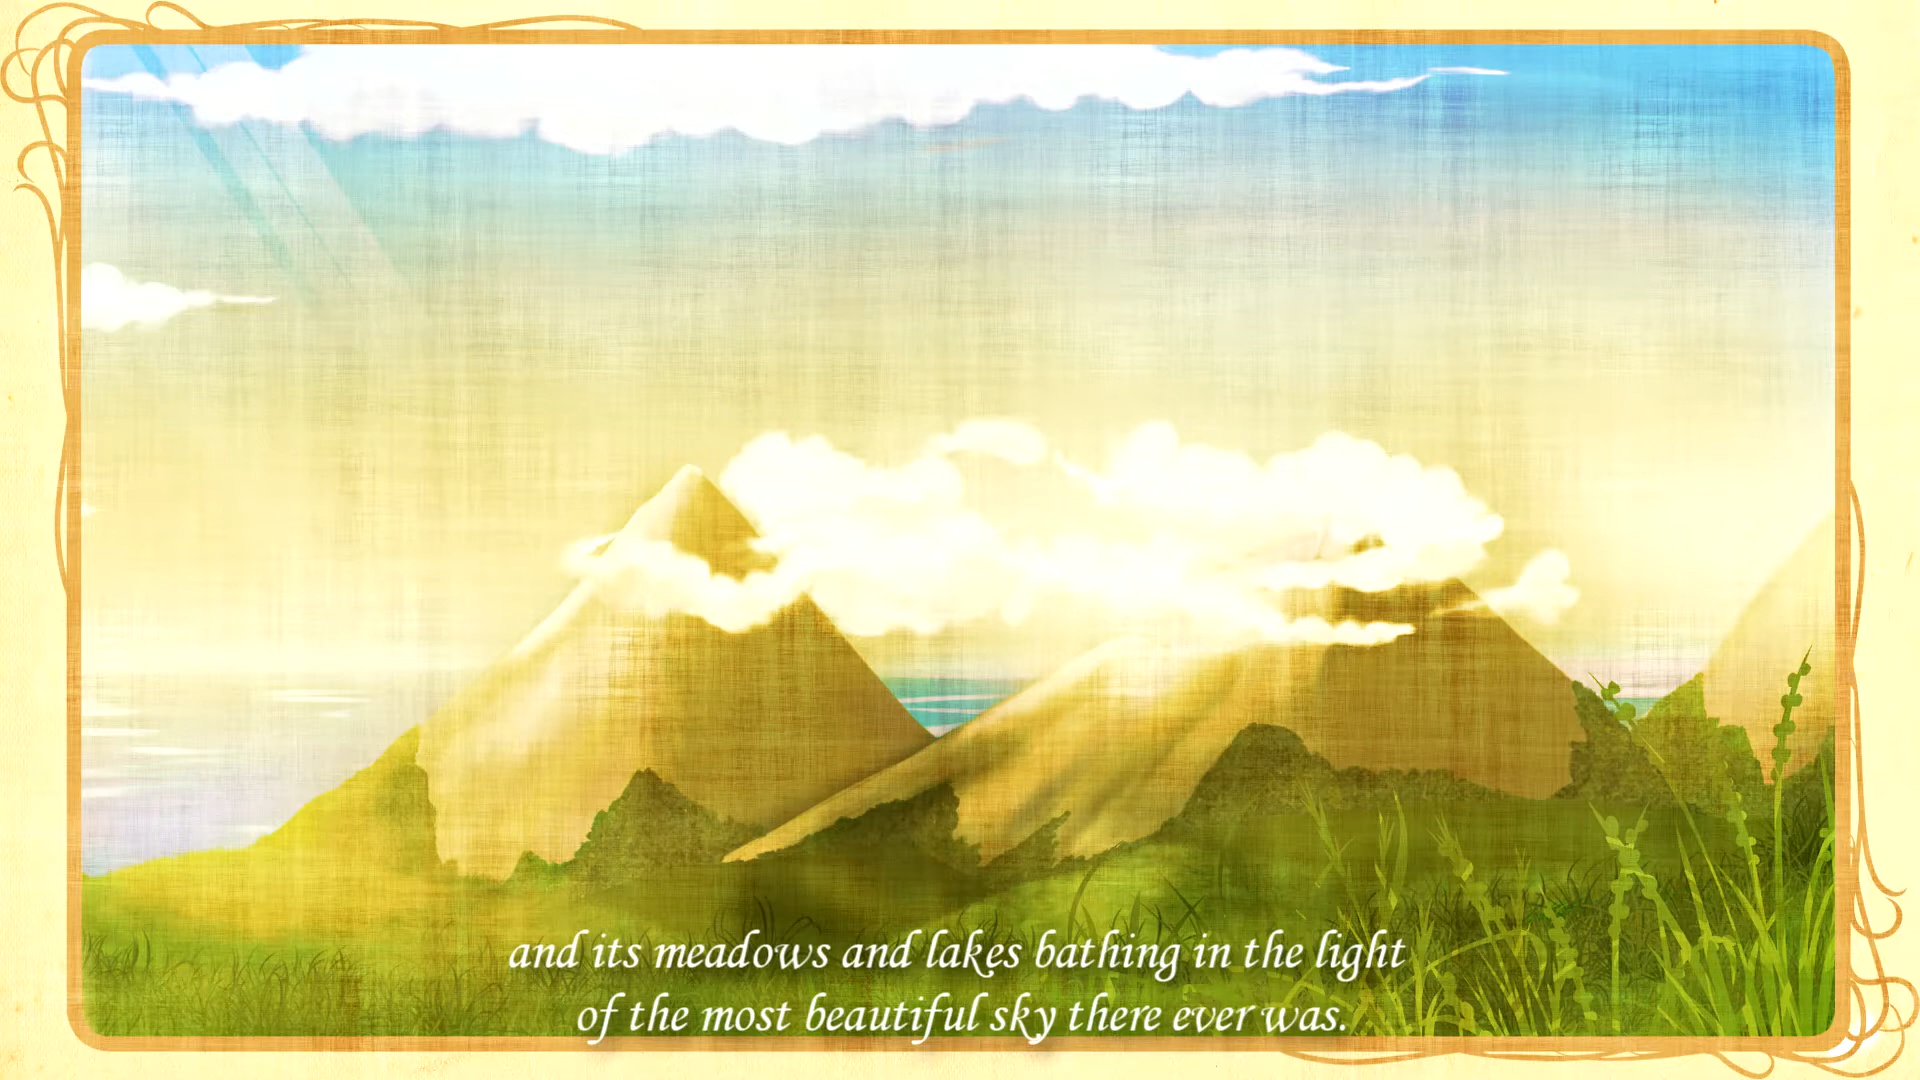 and its meadows and lakes bathing in the light
of the most beautiful sky there ever was.